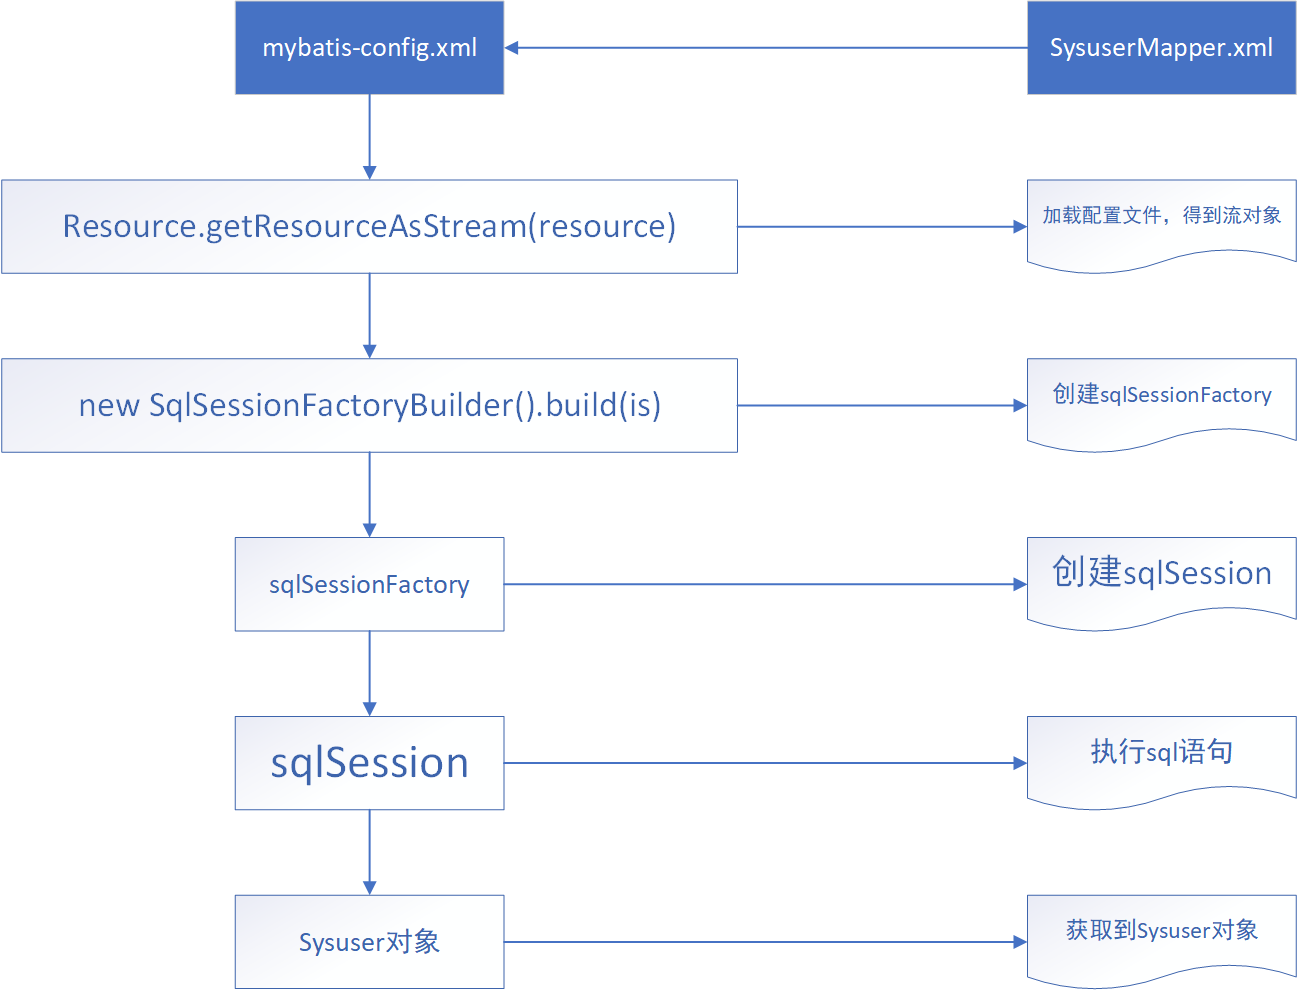 mybatis-config.xml
SysuserMapper.xml
Resource.getResourceAsStream(resource)
加载配置文件，得到流对象
new SqlSessionFactoryBuilder().build(is)
创建sqlSessionFactory
sqlSessionFactory
创建sqlSession
sqlSession
执行sql语句
Sysuser对象
获取到Sysuser对象